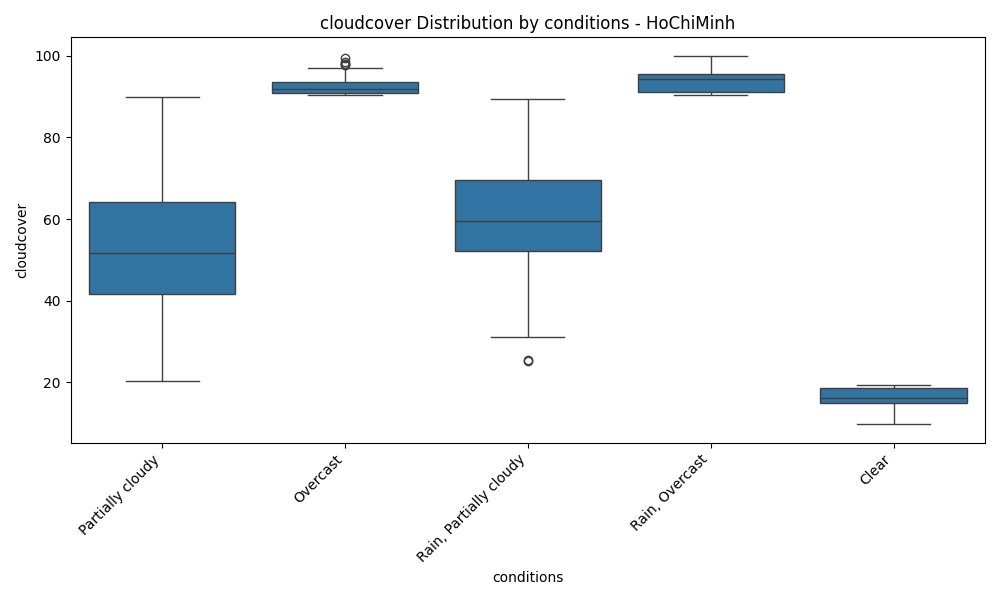 cloudcover Distribution by conditions - HoChiMinh
100
80
60
40
20
cloudcover
Partially cloudy
Overcast
Rain, Partially cloudy
Rain, Overcast
Clear
conditions